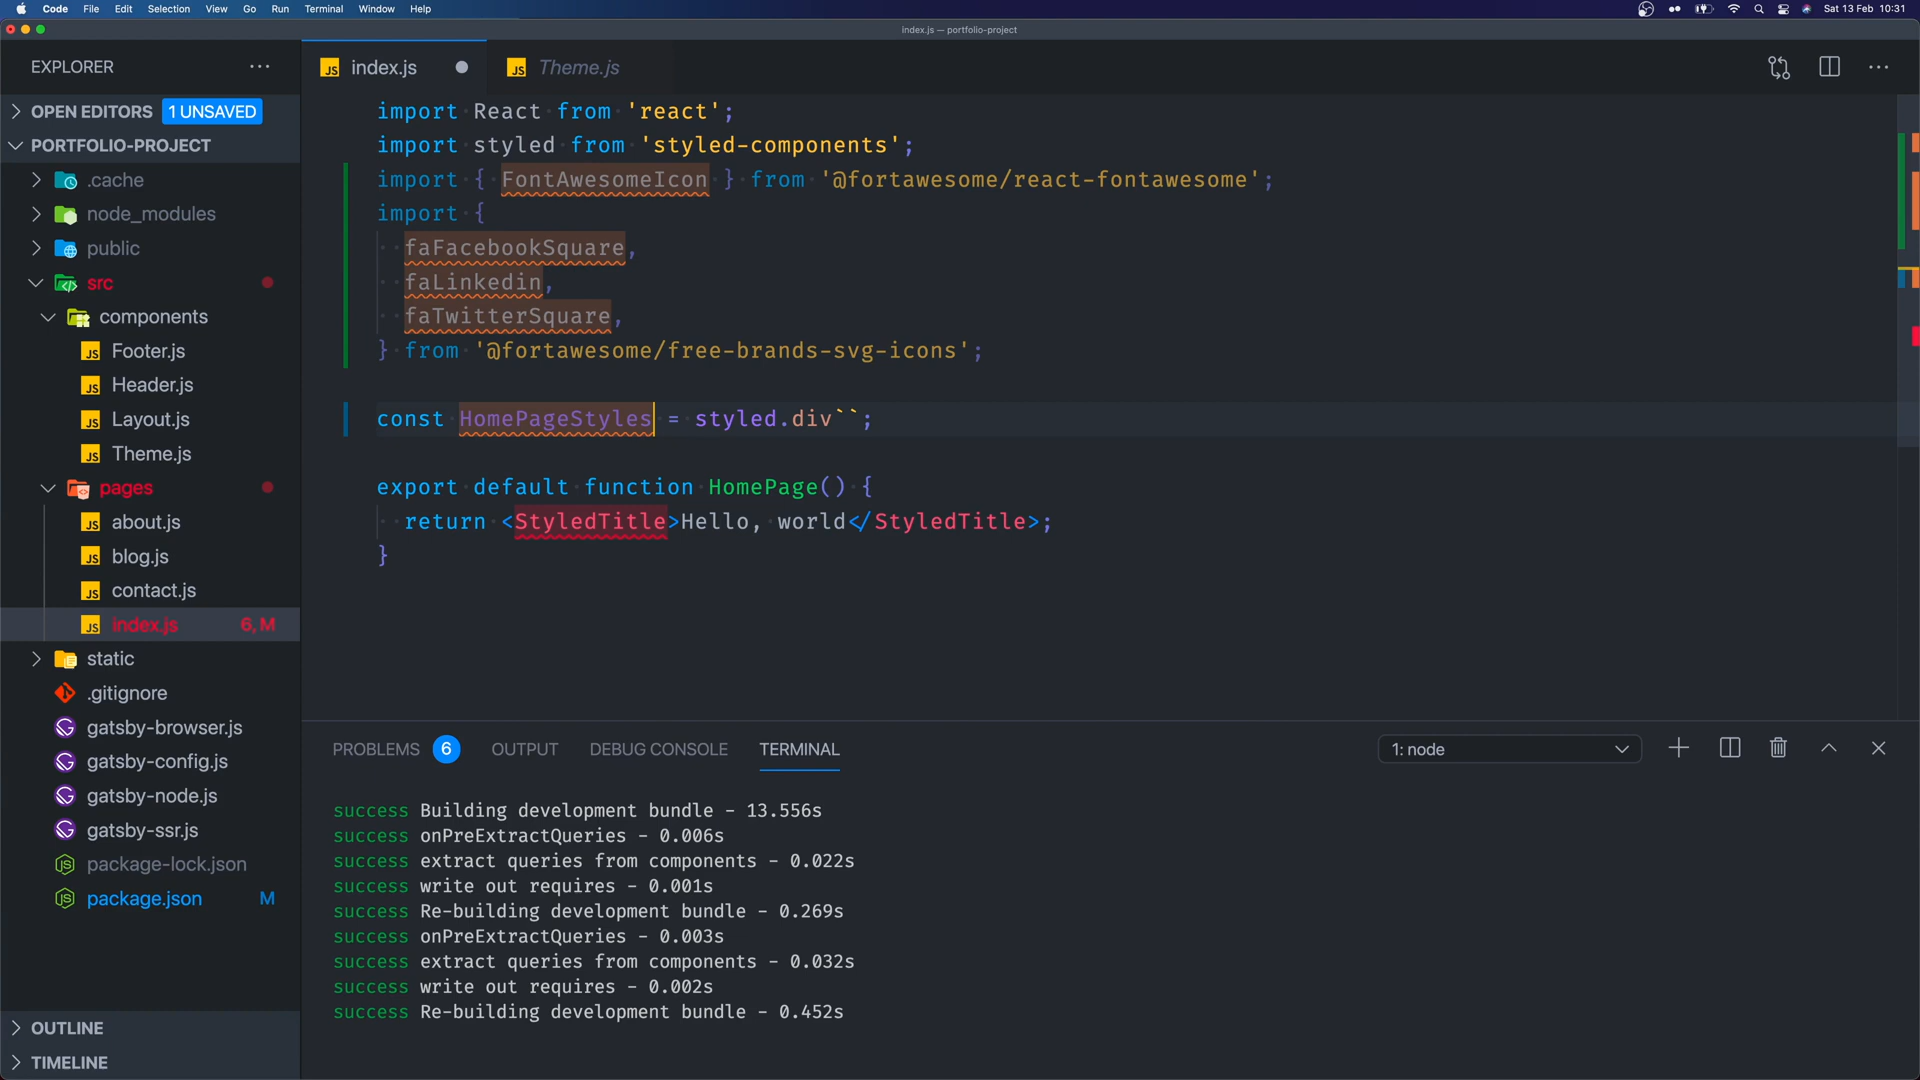 Code File Edit Selection View Go Run Terminal Window Help
Sat 13 Feb 10:31
index.js — portfolio-project
EXPLORER
OPEN EDITORS 1 UNSAVED
PORTFOLIO-PROJECT
.cache
node_modules
public
src
components
Footer.js
Header.js
Layout.js
Theme.js
pages
about.js
blog.js
contact.js
index.js 6, M
static
.gitignore
gatsby-browser.js
gatsby-config.js
gatsby-node.js
gatsby-ssr.js
package-lock.json
package.json M
OUTLINE
TIMELINE
JS index.js
JS Theme.js
import React from 'react';
import styled from 'styled-components';
import { FontAwesomeIcon } from '@fortawesome/react-fontawesome';
import {
faFacebookSquare,
faLinkedin,
faTwitterSquare,
} from '@fortawesome/free-brands-svg-icons';
const HomePageStyles = styled.div``;
export default function HomePage() {
return <StyledTitle>Hello, world</StyledTitle>;
}
PROBLEMS 6 OUTPUT DEBUG CONSOLE TERMINAL
1: node
success Building development bundle - 13.556s
success onPreExtractQueries - 0.006s
success extract queries from components - 0.022s
success write out requires - 0.001s
success Re-building development bundle - 0.269s
success onPreExtractQueries - 0.003s
success extract queries from components - 0.032s
success write out requires - 0.002s
success Re-building development bundle - 0.452s